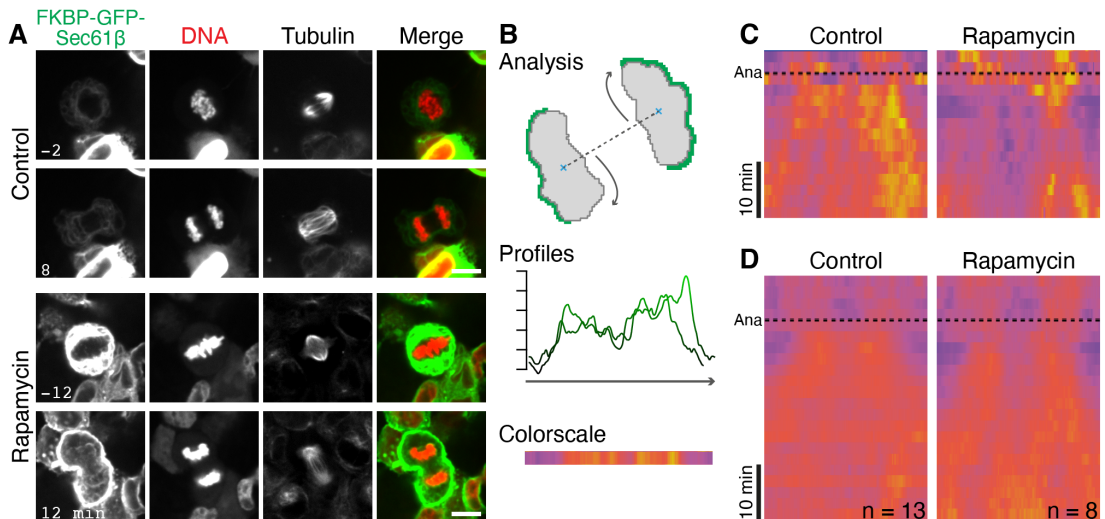 A
FKBP-GFP-
Sec61β
DNA
Tubulin
Merge
Control
-2
8
Rapamycin
-12
12 min
B
Analysis
Profiles
Colorscale
C
Control
Rapamycin
Ana
10 min
D
Control
Rapamycin
Ana
10 min
n = 13
n = 8